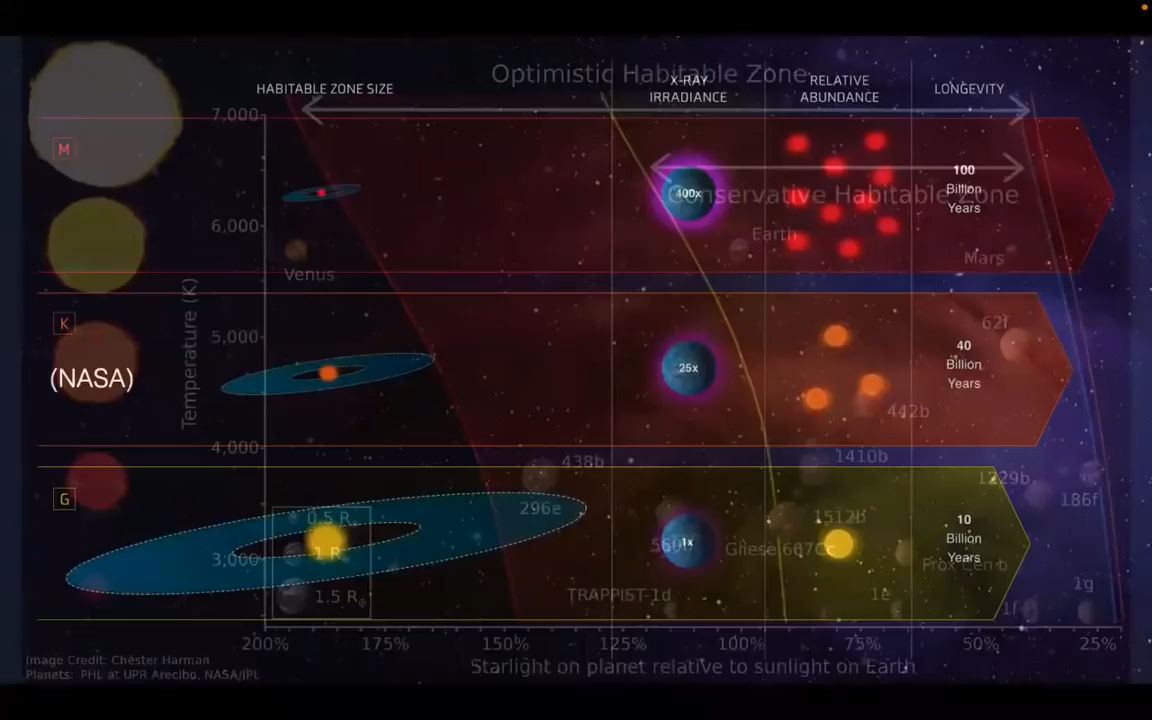 Optimistic Habitable Zone
HABITABLE ZONE SIZE
X-RAY
IRRADIANCE
RELATIVE
ABUNDANCE
LONGEVITY
7,000
M
400x
100
Billion
Years
Conservative Habitable Zone
6,000
Earth
Mars
Venus
Temperature (K)
K
62f
5,000
25x
40
Billion
Years
(NASA)
442b
4,000
438b
1410b
1229b
G
186f
296e
0.5 R
1512b
10
Billion
Years
1x
560b
Gliese 667Cc
1 R
3,000
Prox Cen b
1.5 R⊕
TRAPPIST-1d
1e
1f
1g
200%
175%
150%
125%
100%
75%
50%
25%
Starlight on planet relative to sunlight on Earth
Image Credit: Chester Harman
Planets: PHL at UPR Arecibo, NASA/JPL